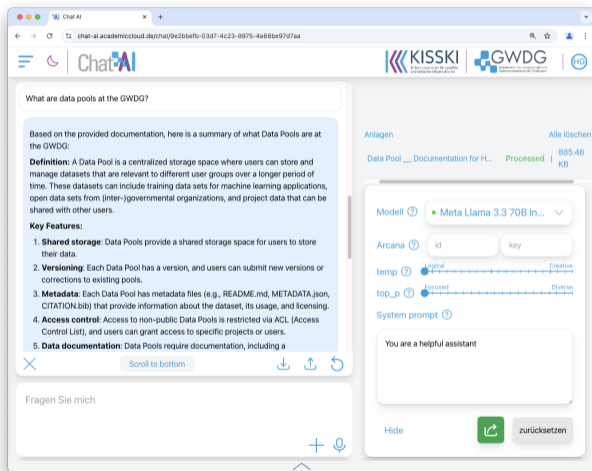 Chat AI
chat-ai.academiccloud.de/chat/9e2bbefb-03d7-4c23-9975-4e68be97d7aa
Chat AI
KISSKI
GWDG
HG
What are data pools at the GWDG?
Based on the provided documentation, here is a summary of what Data Pools are at
the GWDG:
Definition: A Data Pool is a centralized storage space where users can store and
manage datasets that are relevant to different user groups over a longer period of
time. These datasets can include training data sets for machine learning applications,
open data sets from (inter-)governmental organizations, and project data that can be
shared with other users.
Key Features:
1. Shared storage: Data Pools provide a shared storage space for users to store
their data.
2. Versioning: Each Data Pool has a version, and users can submit new versions or
corrections to existing pools.
3. Metadata: Each Data Pool has metadata files (e.g., README.md, METADATA.json,
CITATION.bib) that provide information about the dataset, its usage, and licensing.
4. Access control: Access to non-public Data Pools is restricted via ACL (Access
Control List), and users can grant access to specific projects or users.
5. Data documentation: Data Pools require documentation, including a
Scroll to bottom
Fragen Sie mich
Anlagen
Alle löschen
Data Pool __ Documentation for H...
Processed
885.46
KB
Modell
Meta Llama 3.3 70B In...
Arcana
id
key
temp
Logical
Creative
top_p
Focused
Diverse
System prompt
You are a helpful assistant
Hide
zurücksetzen